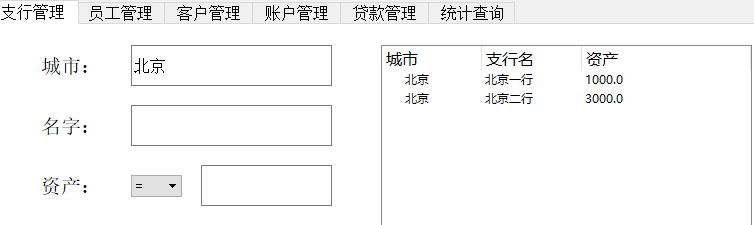 支行管理 员工管理 客户管理 账户管理 贷款管理 统计查询
城市： 北京
名字：
资产： =
城市 支行名 资产
北京 北京一行 1000.0
北京 北京二行 3000.0